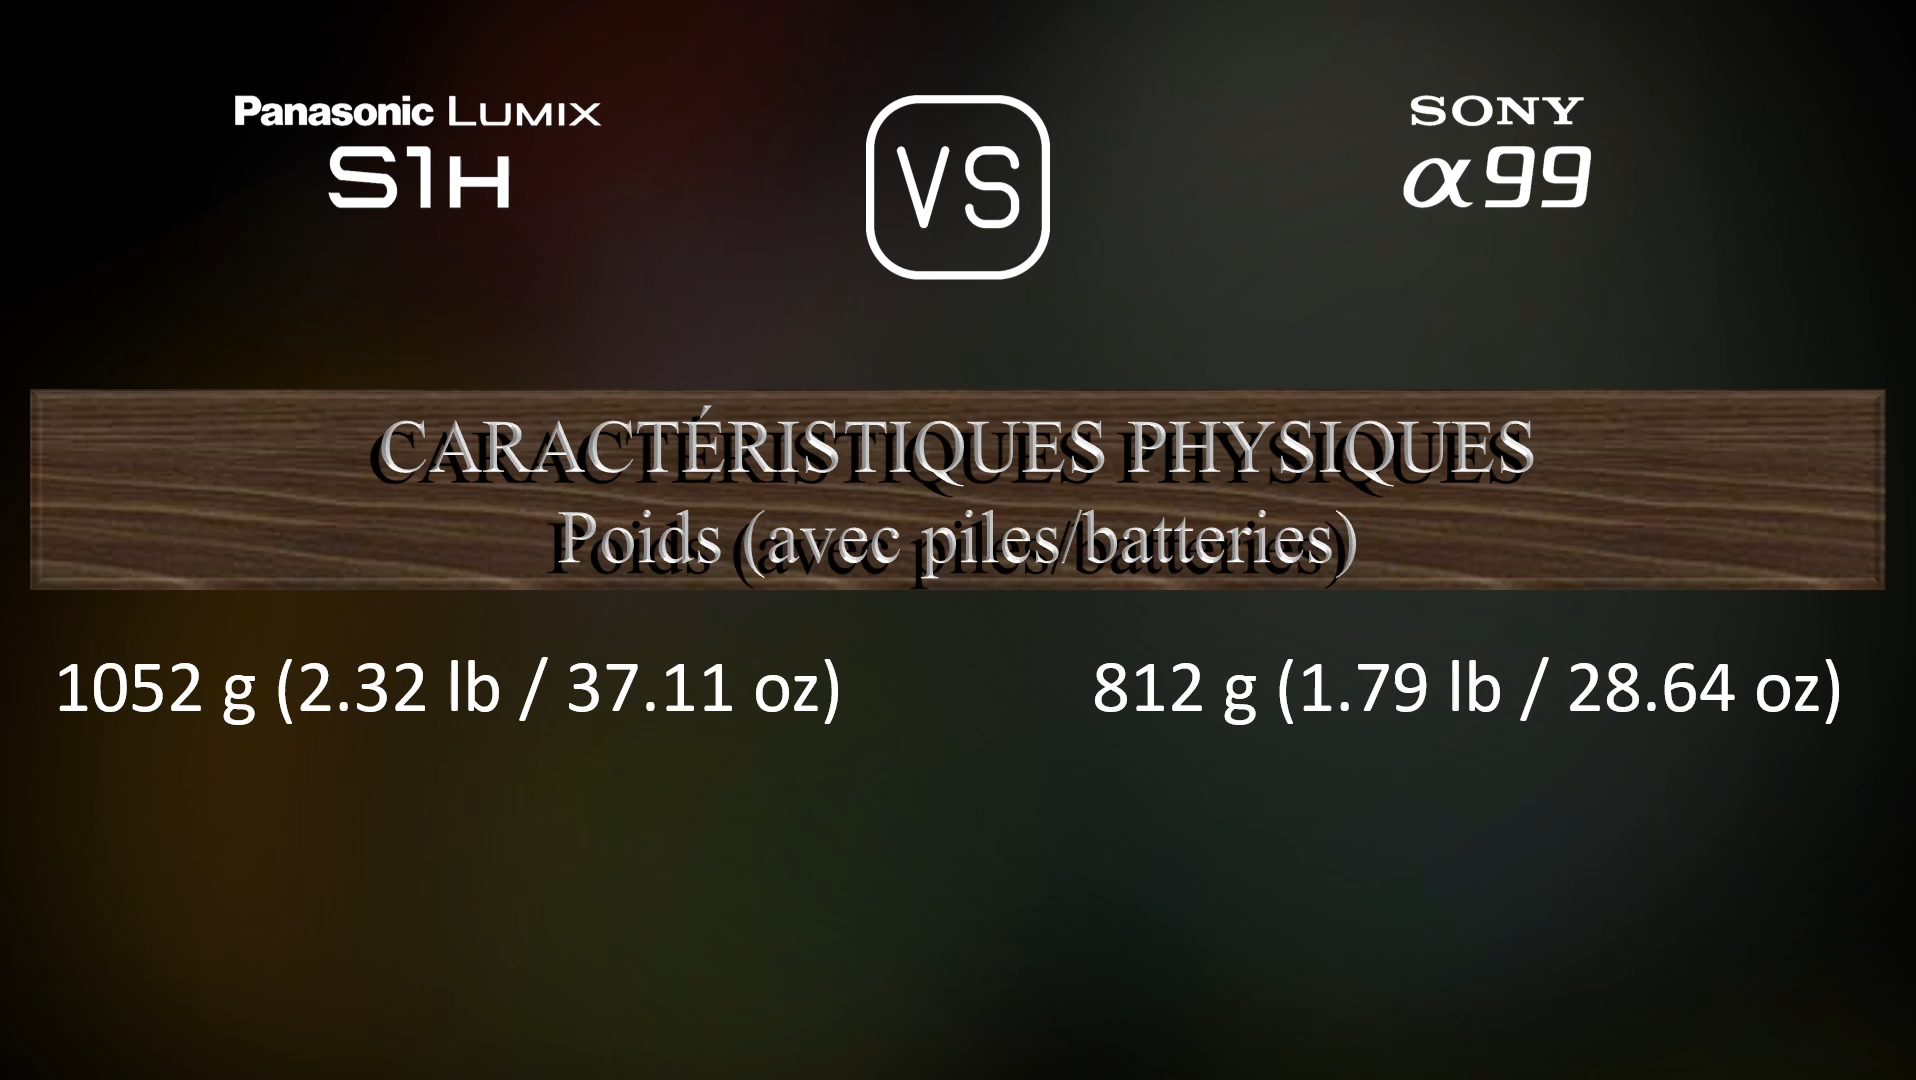 Panasonic LUMIX
S1H
VS
SONY
α99
CARACTÉRISTIQUES PHYSIQUES
Poids (avec piles/batteries)
1052 g (2.32 lb / 37.11 oz)
812 g (1.79 lb / 28.64 oz)